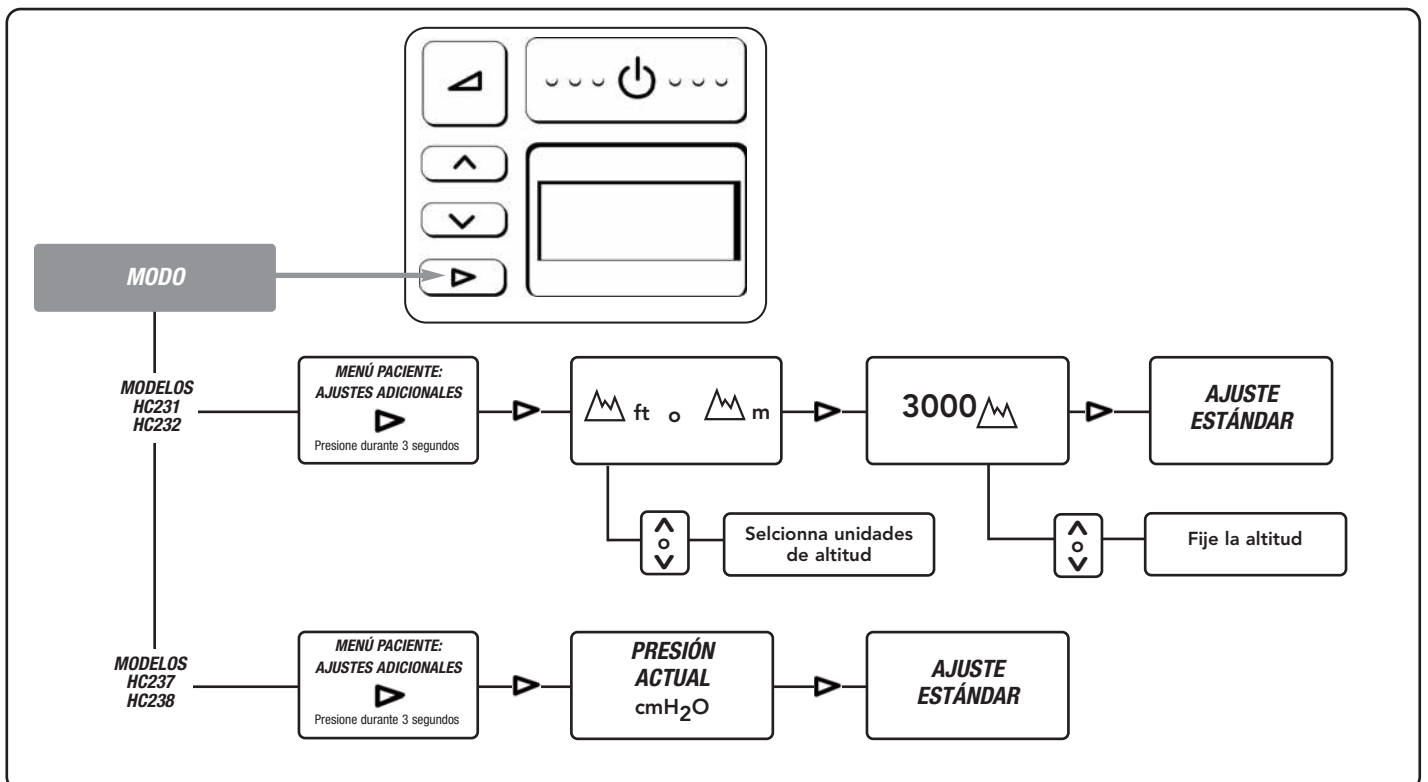 MODO
MODELOS
HC231
HC232
MENÚ PACIENTE:
AJUSTES ADICIONALES
Presione durante 3 segundos
ft o m
3000
AJUSTE
ESTÁNDAR
o
Selcionna unidades
de altitud
o
Fije la altitud
MODELOS
HC237
HC238
MENÚ PACIENTE:
AJUSTES ADICIONALES
Presione durante 3 segundos
PRESIÓN
ACTUAL
cmH₂O
AJUSTE
ESTÁNDAR